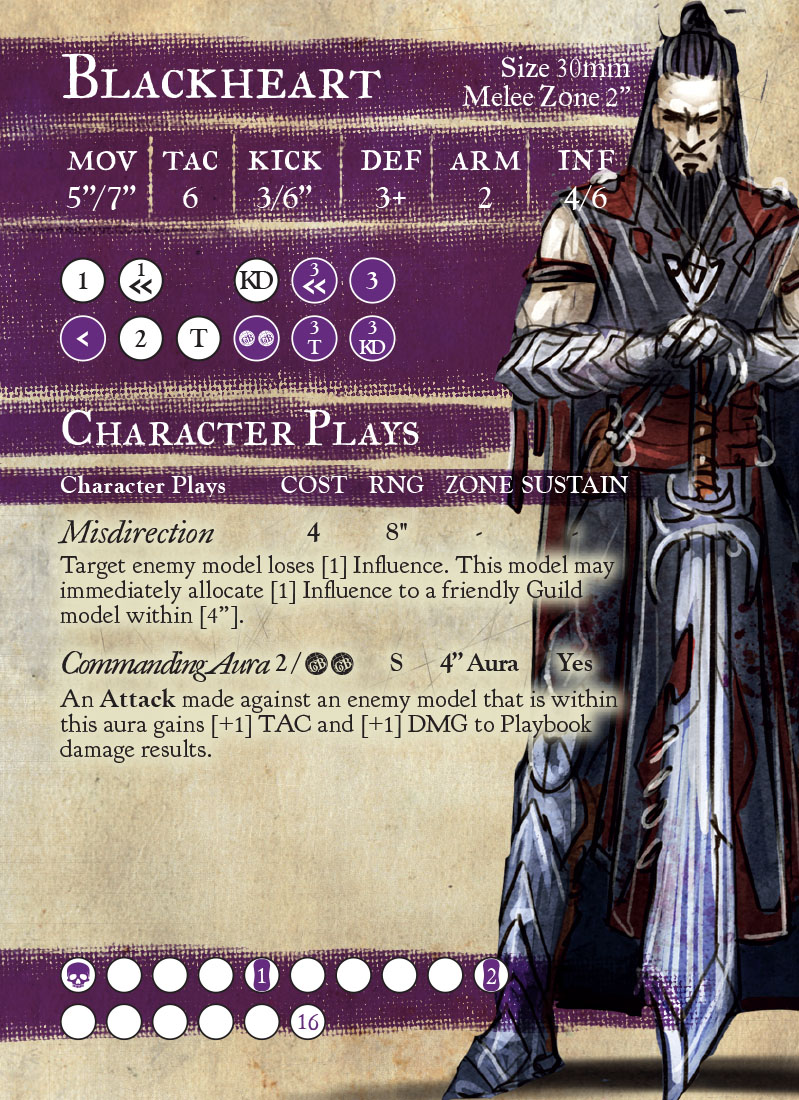 Blackheart
Size 30mm
Melee Zone 2”
MOV TAC KICK DEF ARM INF
5”/7” 6 3/6” 3+ 2 4/6
1 1 << KD 3 << 3
< 2 T GB GB 3 T 3 KD
Character Plays
Character Plays COST RNG ZONE SUSTAIN
Misdirection 4 8" - -
Target enemy model loses [1] Influence. This model may
immediately allocate [1] Influence to a friendly Guild
model within [4”].
Commanding Aura 2 / GB GB S 4” Aura Yes
An Attack made against an enemy model that is within
this aura gains [+1] TAC and [+1] DMG to Playbook
damage results.
1 2
16